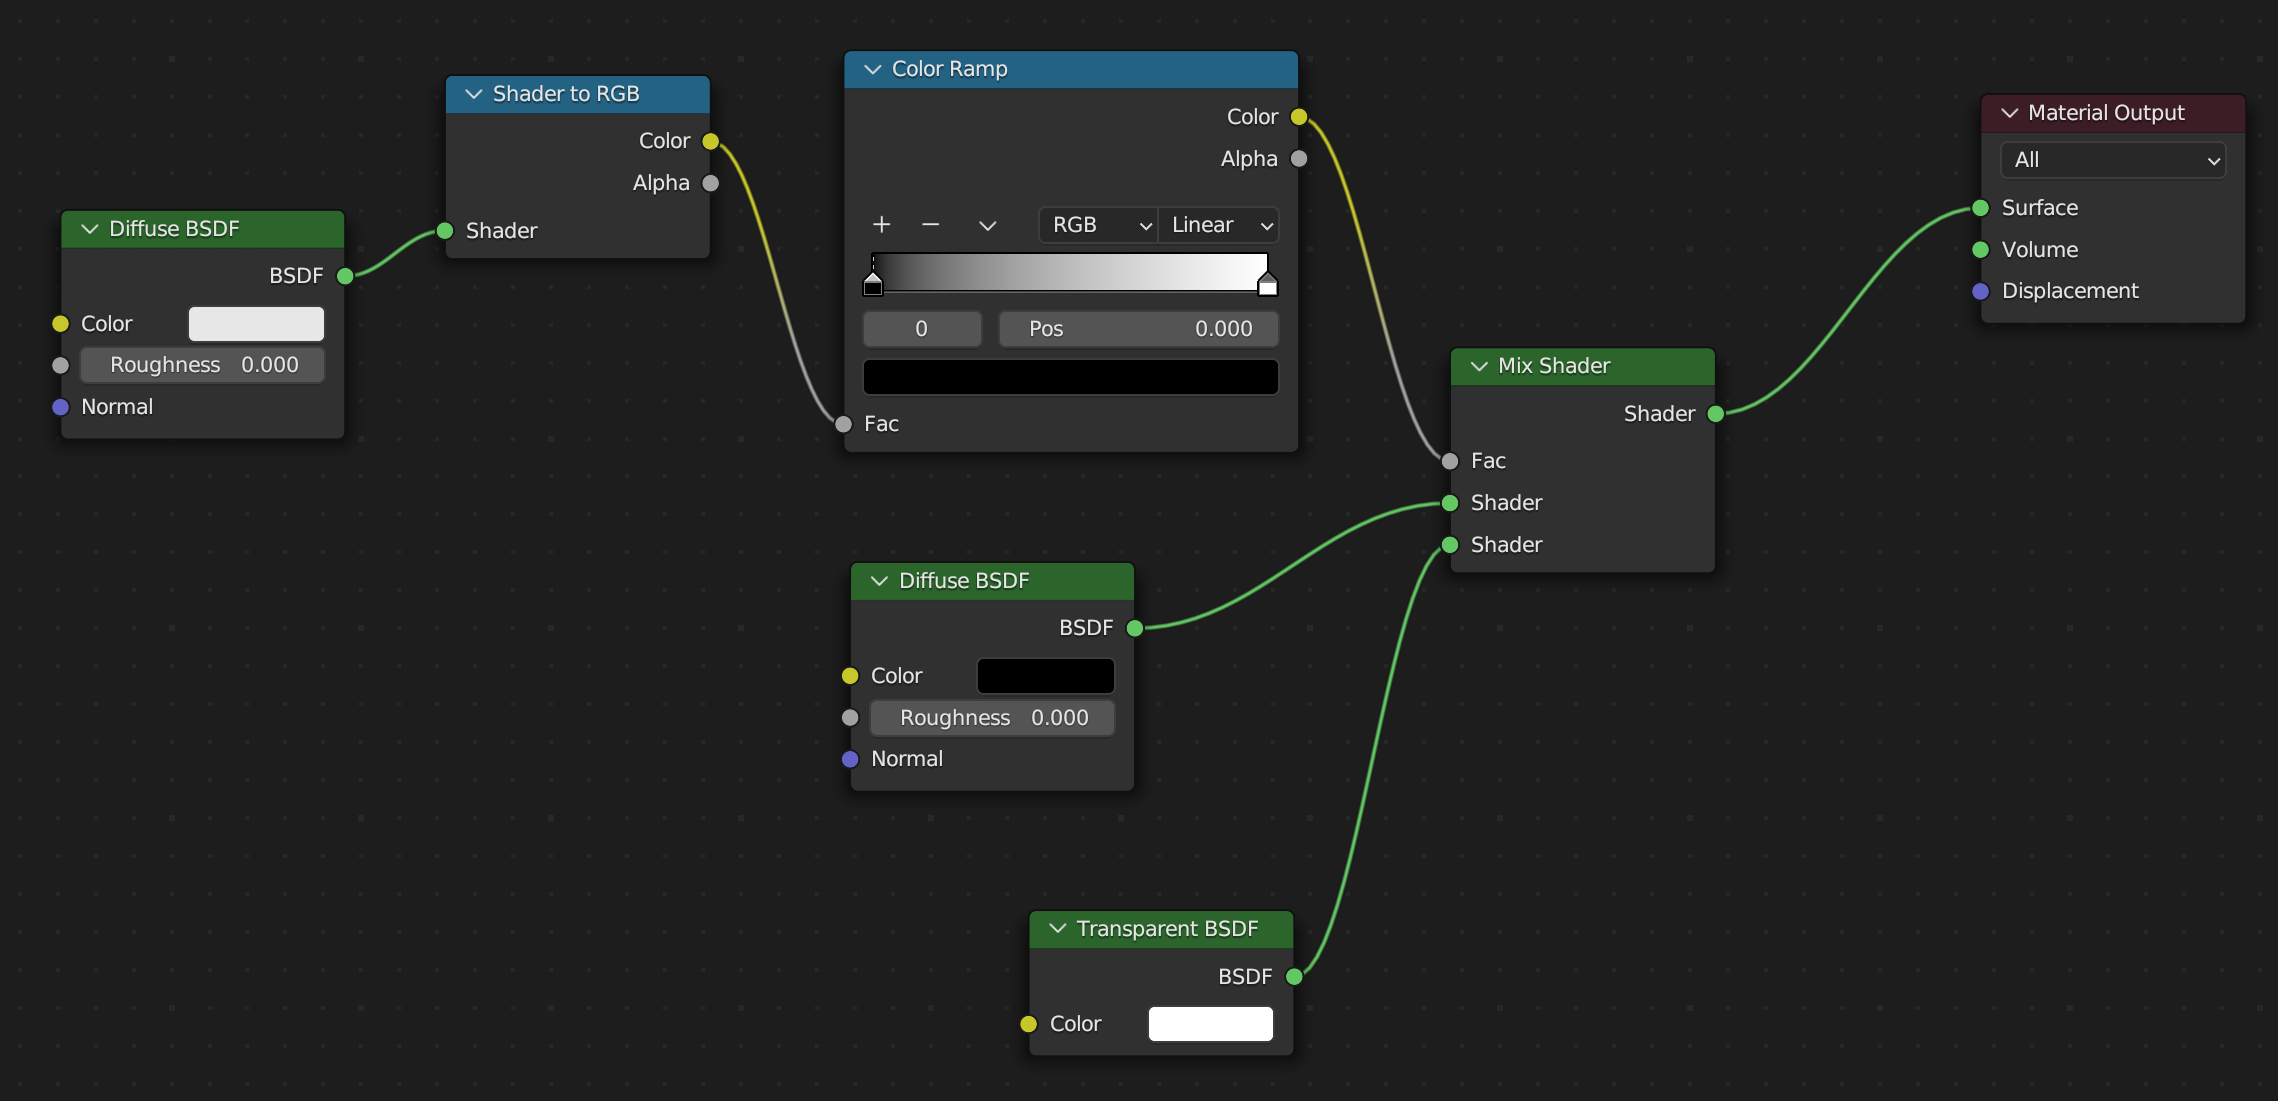 Diffuse BSDF
BSDF
Color
Roughness 0.000
Normal
Shader to RGB
Color
Alpha
Shader
Color Ramp
Color
Alpha
RGB Linear
0 Pos 0.000
Fac
Diffuse BSDF
BSDF
Color
Roughness 0.000
Normal
Transparent BSDF
BSDF
Color
Mix Shader
Shader
Fac
Shader
Shader
Material Output
All
Surface
Volume
Displacement